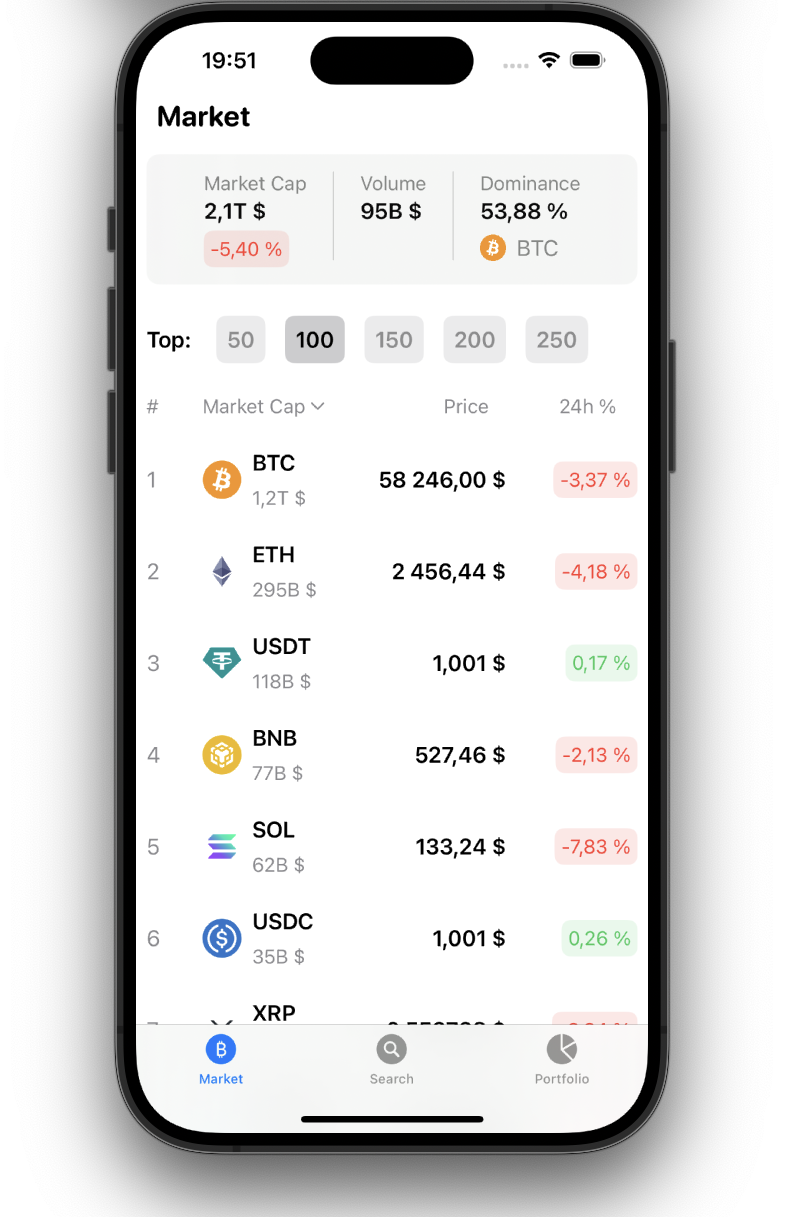 19:51
Market
Market Cap Volume Dominance
2,1T $ 95B $ 53,88 %
-5,40 % BTC
Top: 50 100 150 200 250
# Market Cap Price 24h %
BTC
1 58 246,00 $ -3,37 %
1,2T $
ETH
2 2 456,44 $ -4,18 %
295B $
USDT
3 1,001 $ 0,17 %
118B $
BNB
4 527,46 $ -2,13 %
77B $
SOL
5 133,24 $ -7,83 %
62B $
USDC
6 1,001 $ 0,26 %
35B $
XRP
Market Search Portfolio